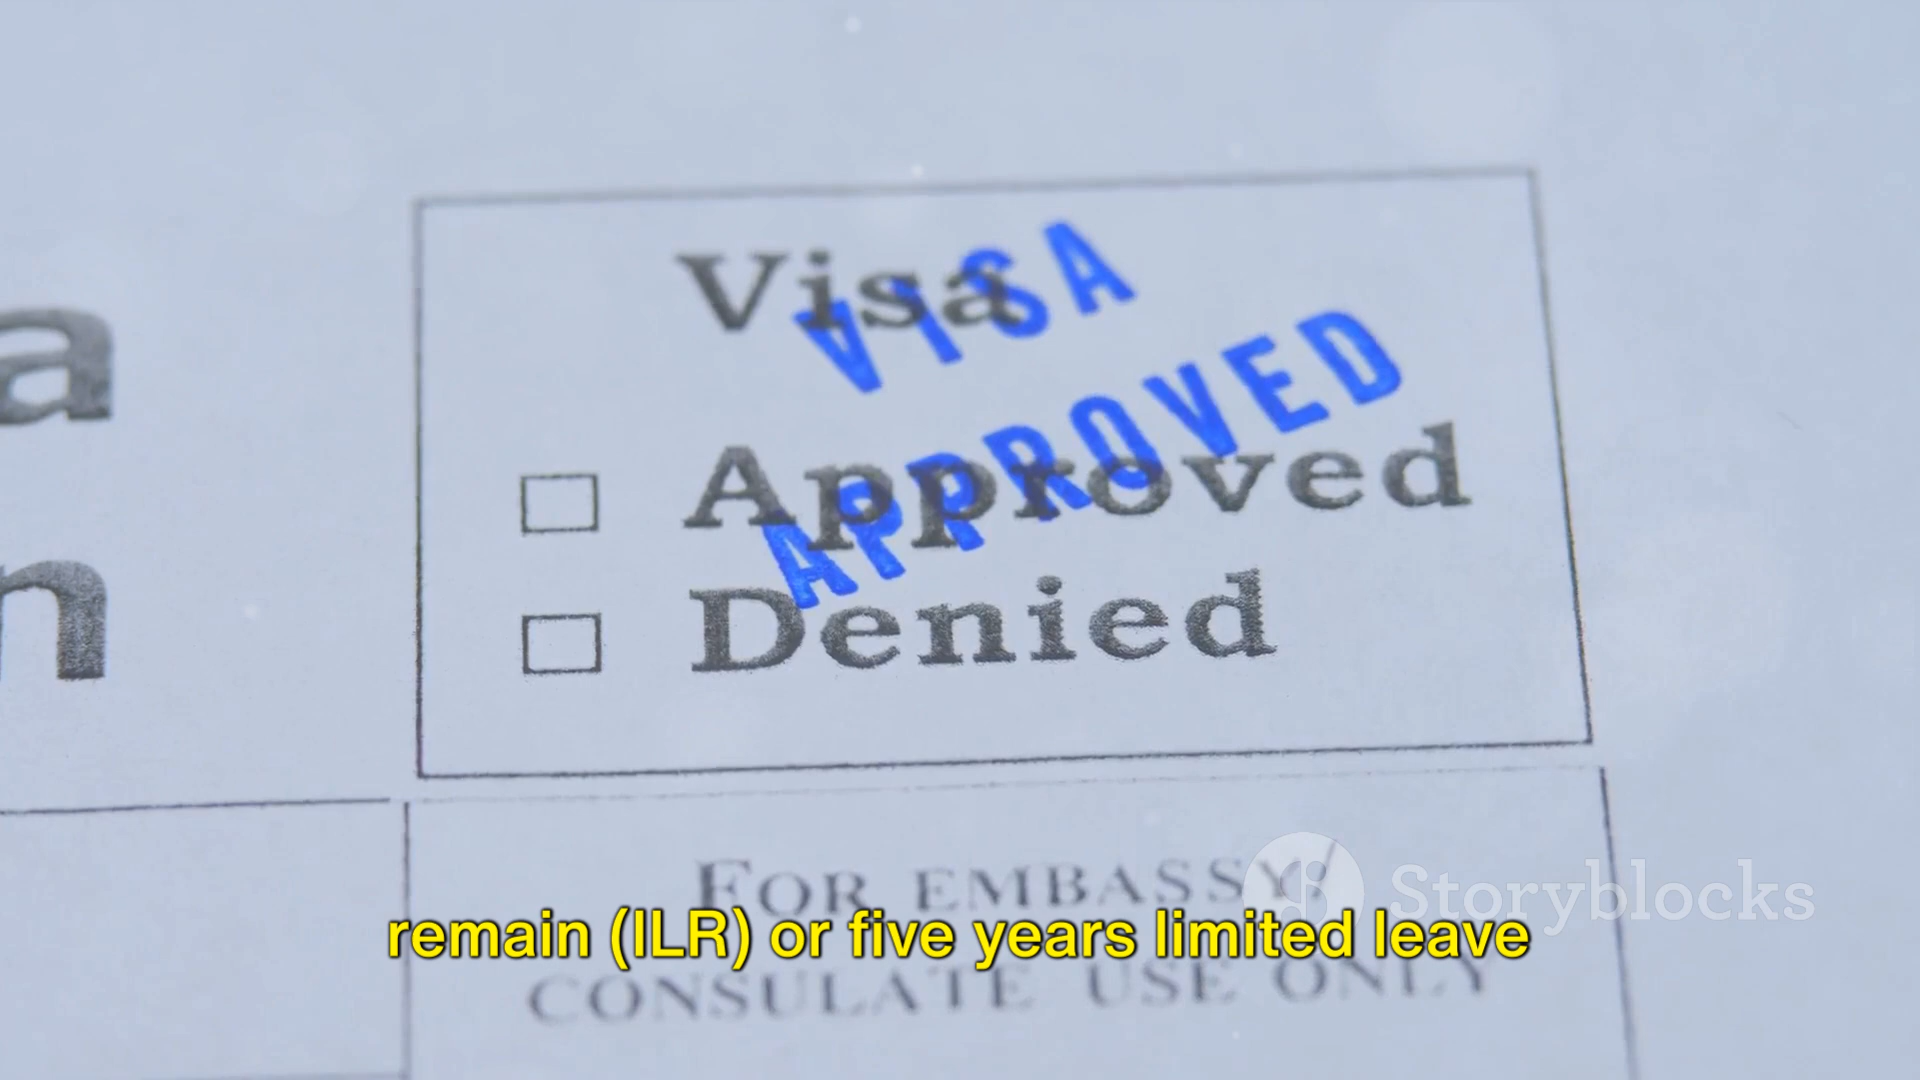 a
n
Visa
VISA
APPROVED
Approved
Denied
FOR EMBASSY/
CONSULATE USE ONLY
Storyblocks
remain (ILR) or five years limited leave